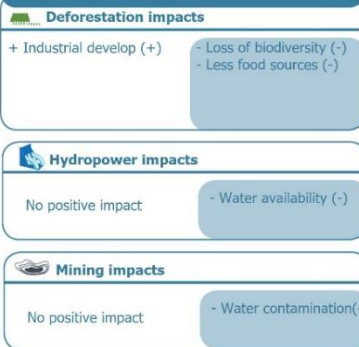 Deforestation impacts
+ Industrial develop (+)
- Loss of biodiversity (-)
- Less food sources (-)
Hydropower impacts
No positive impact
- Water availability (-)
Mining impacts
No positive impact
- Water contamination(-